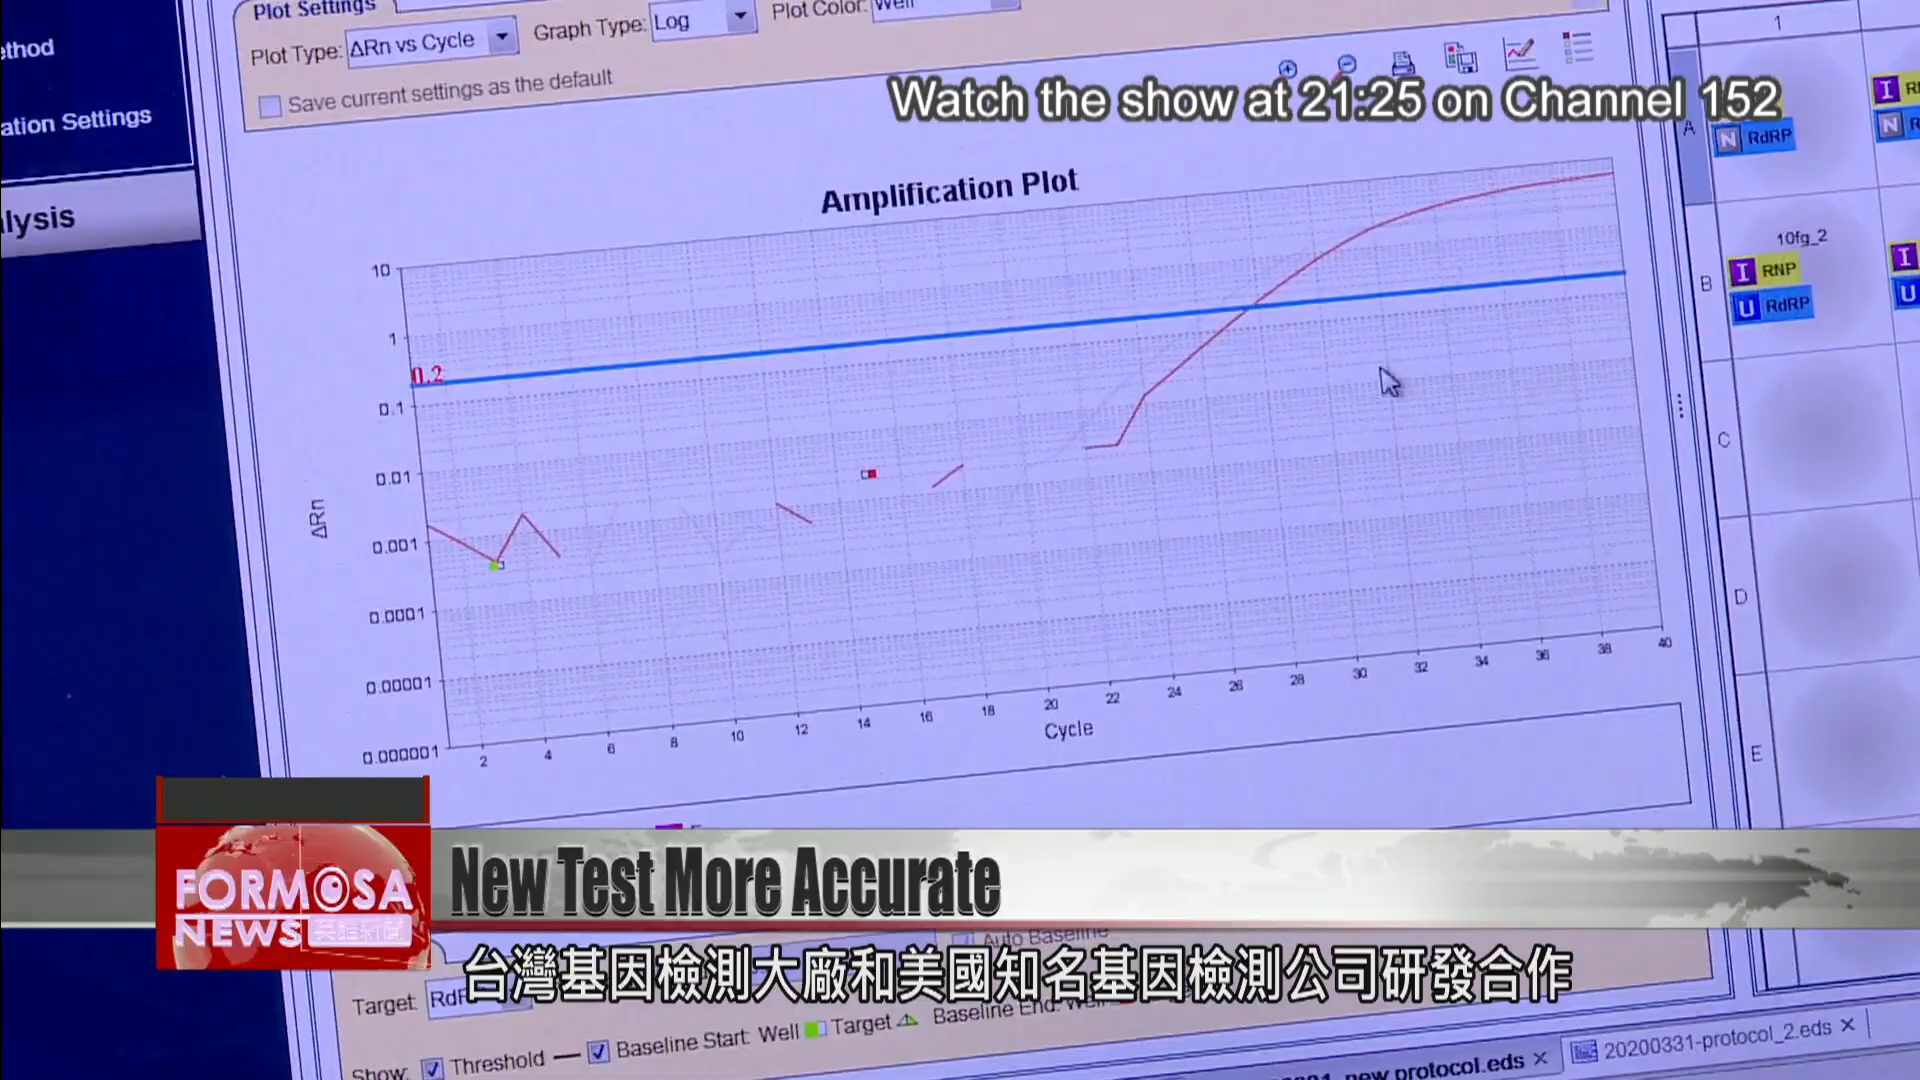 Plot Settings
Plot Type: ΔRn vs Cycle Graph Type: Log Plot Color: Well
Save current settings as the default
ation Settings
Watch the show at 21:25 on Channel 152
Amplification Plot
lysis
10
1
0.2
0.1
0.01
0.001
0.0001
0.00001
0.000001
ΔRn
2 4 6 8 10 12 14 16 18 20 22 24 26 28 30 32 34 36 38 40
Cycle
1
A
N RdRP
I
N
10fg_2
B
I RNP
U RdRP
I
U
C
D
E
FORMOSA
NEWS
New Test More Accurate
Auto Baseline
台灣基因檢測大廠和美國知名基因檢測公司研發合作
Target:
Show: Threshold Baseline Start: Well Target Baseline End: Well
new protocol.eds
20200331-protocol_2.eds